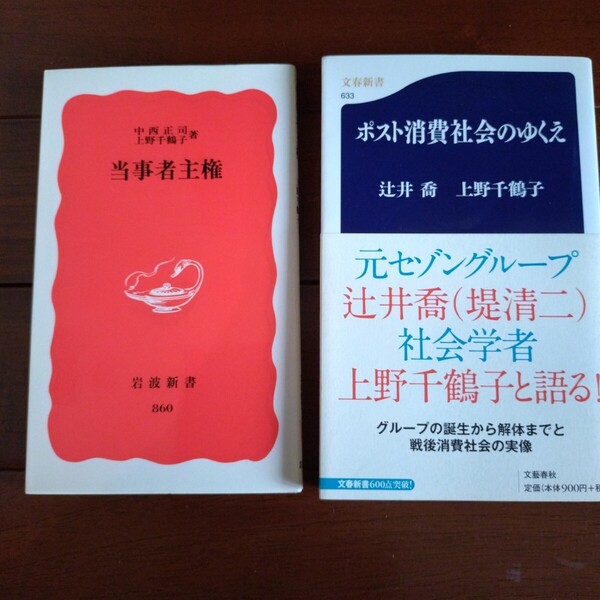 中西正司
上野千鶴子 著
当事者主権
岩波新書
860
文春新書
633
ポスト消費社会のゆくえ
辻井 喬 上野千鶴子
元セゾングループ
辻井喬(堤清二)
社会学者
上野千鶴子と語る!
グループの誕生から解体までと
戦後消費社会の実像
文春新書600点突破!
文藝春秋
定価(本体900円+税